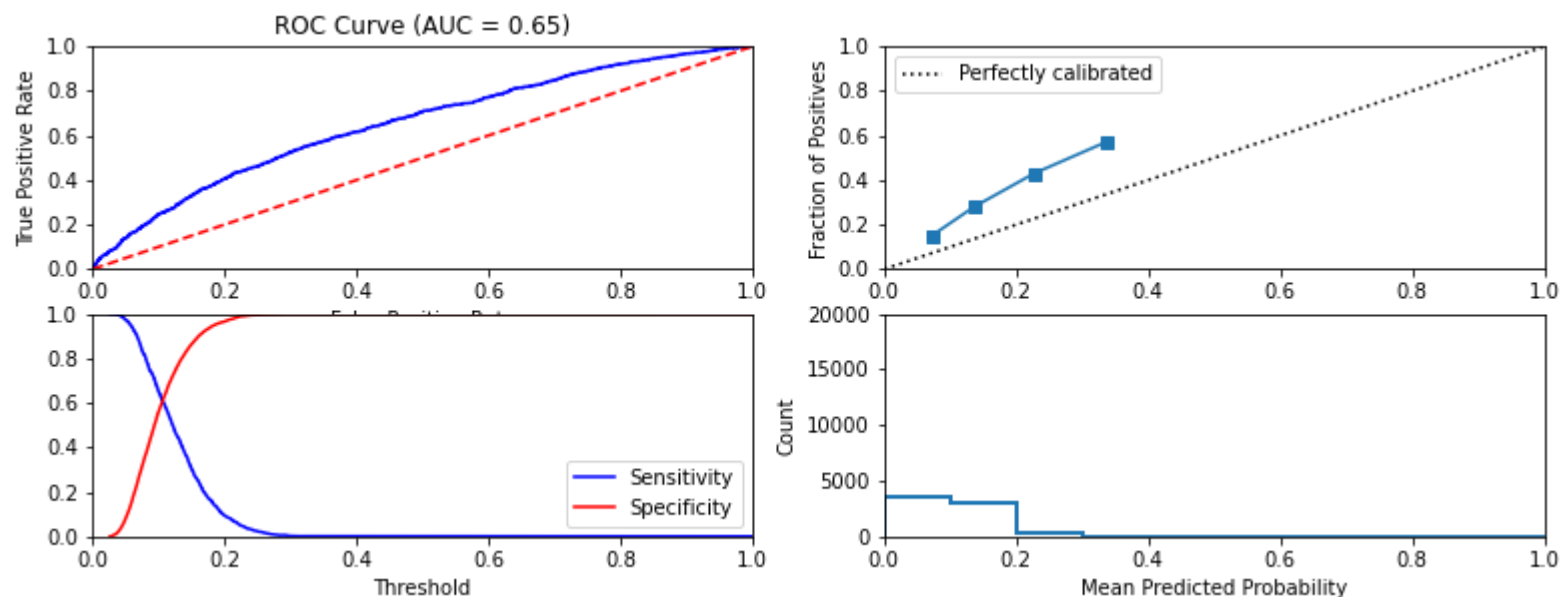 ROC Curve (AUC = 0.65)
True Positive Rate
1.0
0.8
0.6
0.4
0.2
0.0
0.0 0.2 0.4 0.6 0.8 1.0
Fraction of Positives
1.0
0.8
0.6
0.4
0.2
0.0
Perfectly calibrated
0.0 0.2 0.4 0.6 0.8 1.0
1.0
0.8
0.6
0.4
0.2
0.0
Sensitivity
Specificity
0.0 0.2 0.4 0.6 0.8 1.0
Threshold
Count
20000
15000
10000
5000
0
0.0 0.2 0.4 0.6 0.8 1.0
Mean Predicted Probability